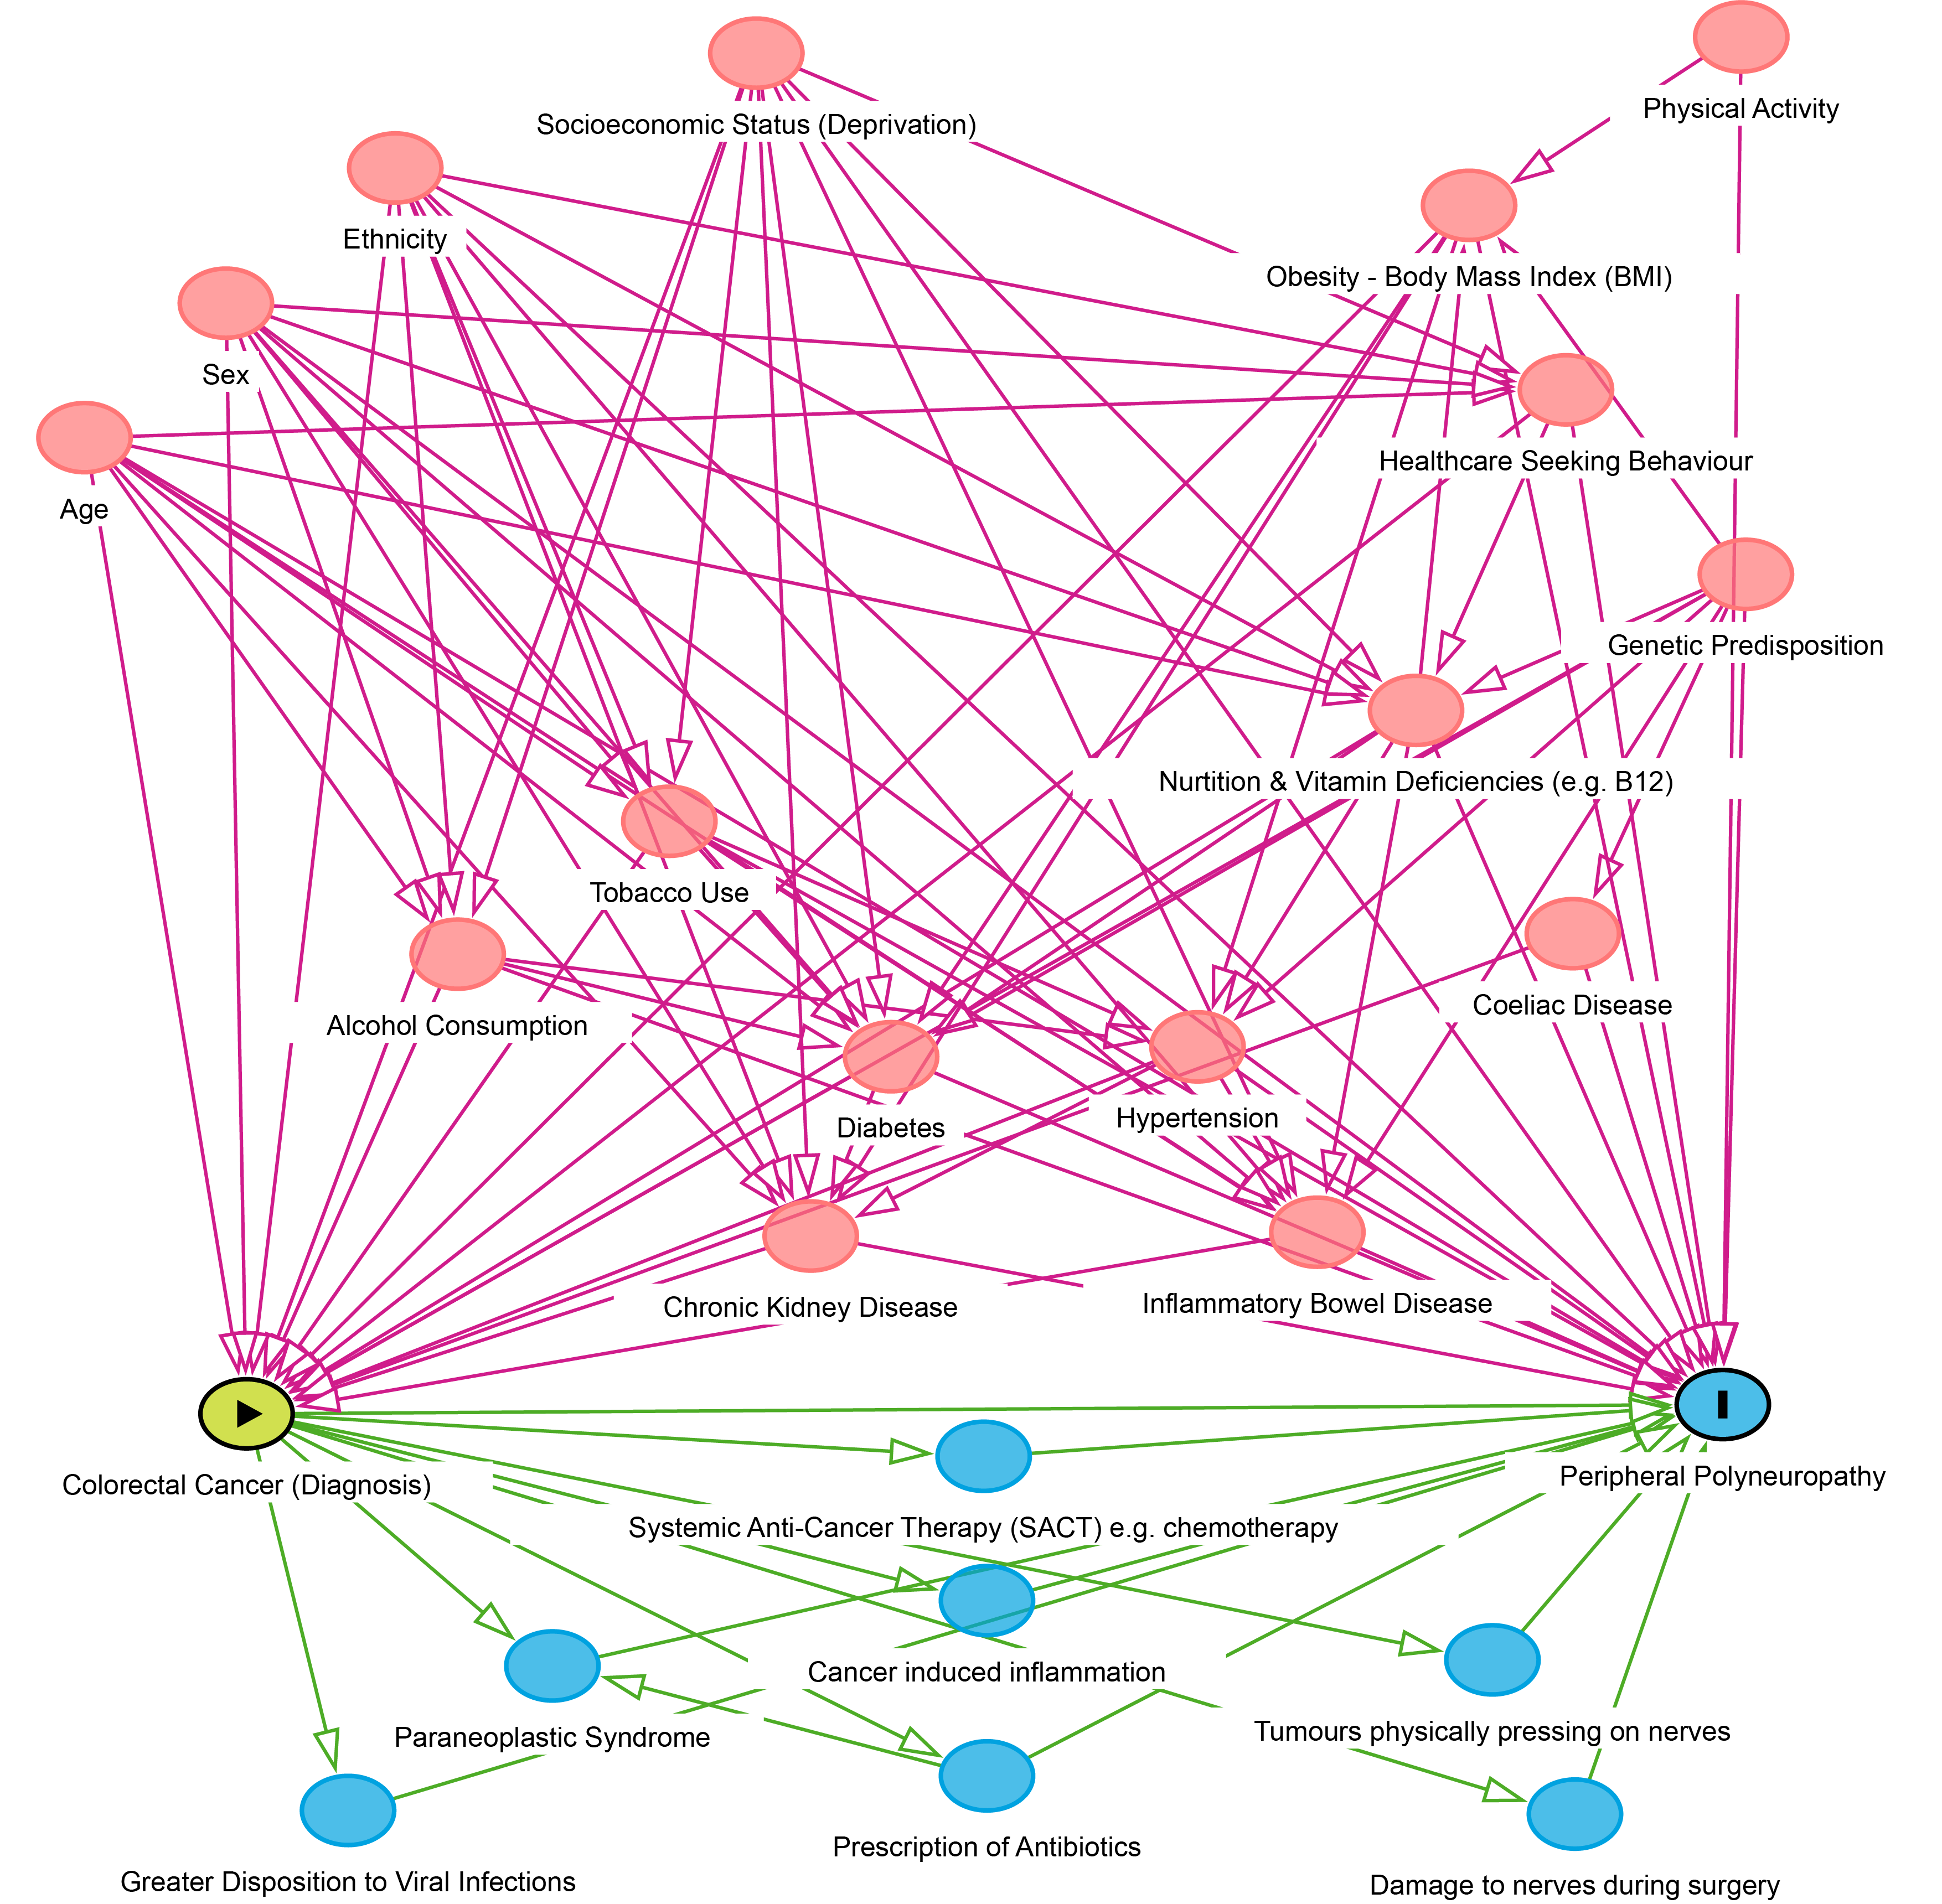 Physical Activity
Socioeconomic Status (Deprivation)
Ethnicity
Obesity - Body Mass Index (BMI)
Sex
Healthcare Seeking Behaviour
Age
Genetic Predisposition
Nurtition & Vitamin Deficiencies (e.g. B12)
Tobacco Use
Coeliac Disease
Alcohol Consumption
Hypertension
Diabetes
Inflammatory Bowel Disease
Chronic Kidney Disease
Peripheral Polyneuropathy
Colorectal Cancer (Diagnosis)
Systemic Anti-Cancer Therapy (SACT) e.g. chemotherapy
Cancer induced inflammation
Tumours physically pressing on nerves
Paraneoplastic Syndrome
Prescription of Antibiotics
Greater Disposition to Viral Infections
Damage to nerves during surgery